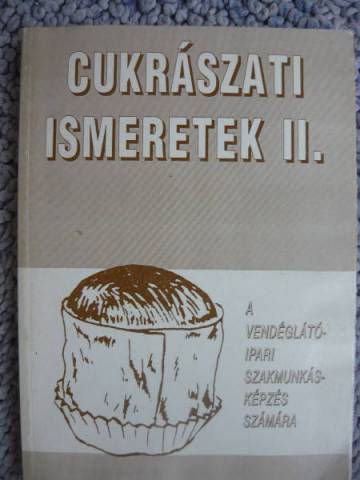 CUKRÁSZATI
ISMERETEK II.
A
VENDÉGLÁTÓ-
IPARI
SZAKMUNKÁS-
KÉPZÉS
SZÁMÁRA